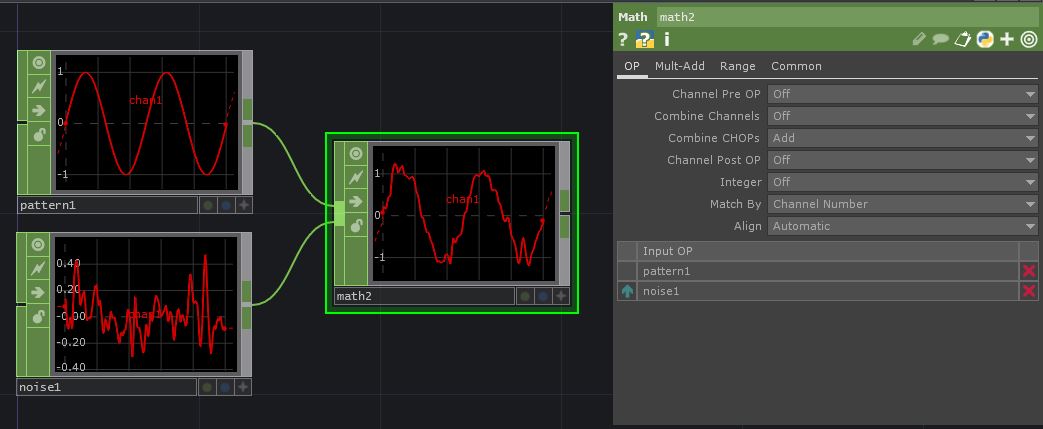 1
chan1
0
-1
pattern1
0.40
0.20
-0.00
chan1
-0.20
-0.40
noise1
1
chan1
0
-1
math2
Math math2
? ? i
OP Mult-Add Range Common
Channel Pre OP Off
Combine Channels Off
Combine CHOPs Add
Channel Post OP Off
Integer Off
Match By Channel Number
Align Automatic
Input OP
pattern1
noise1